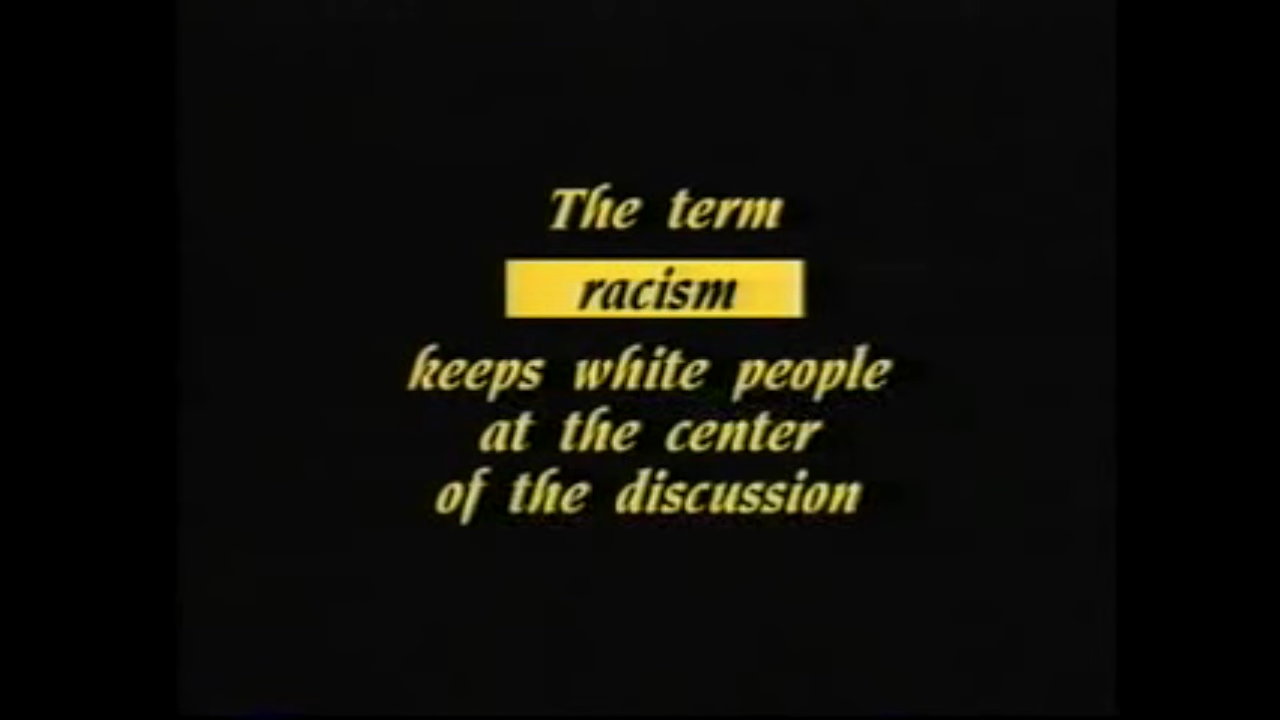 The term
racism
keeps white people
at the center
of the discussion